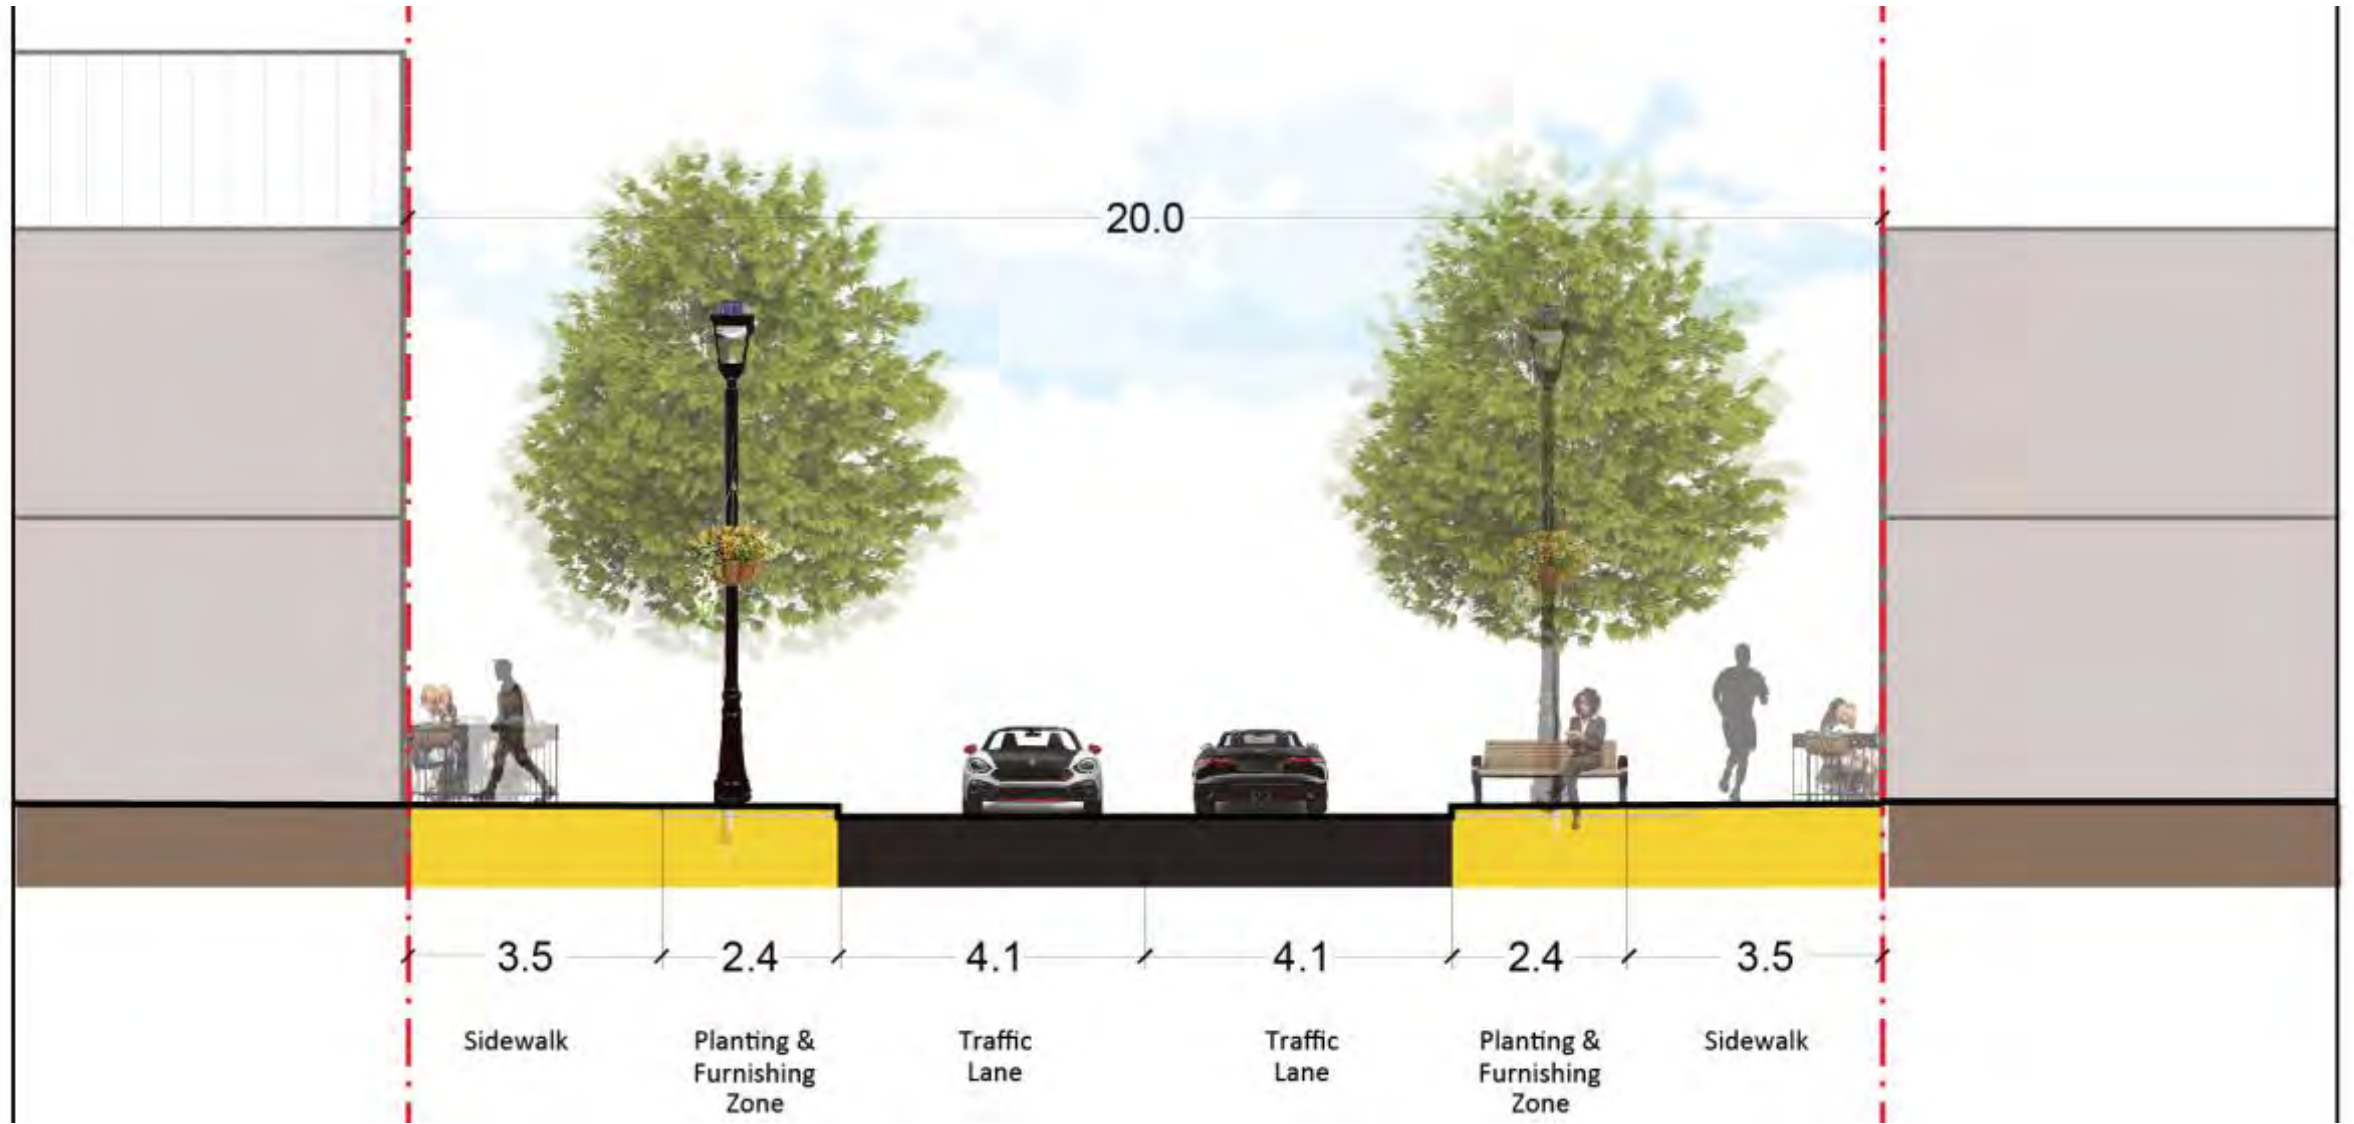 20.0
3.5 2.4 4.1 4.1 2.4 3.5
Sidewalk Planting & Traffic Traffic Planting & Sidewalk
Furnishing Lane Lane Furnishing
Zone Zone